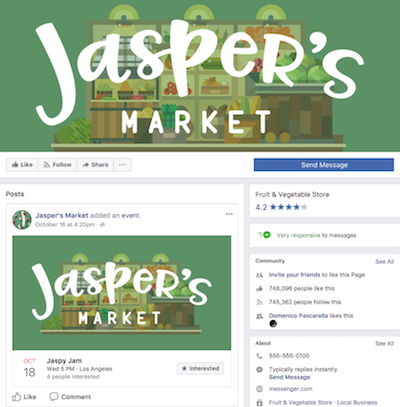 Jasper's
MARKET
Like
Follow
Share
Send Message
Posts
Jasper's Market added an event.
October 16 at 4:20pm
Jasper's
MARKET
OCT
18
Jaspy Jam
Wed 5 PM · Los Angeles
4 people interested
Interested
Like
Comment
Fruit & Vegetable Store
4.2
Very responsive to messages
Community
See All
Invite your friends to like this Page
748,096 people like this
745,362 people follow this
Domenico Pascarella likes this
About
See All
555-555-0100
Typically replies instantly
Send Message
messenger.com
Fruit & Vegetable Store · Local Business